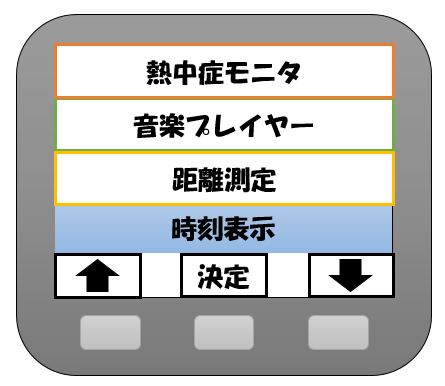 熱中症モニタ
音楽プレイヤー
距離測定
時刻表示
決定